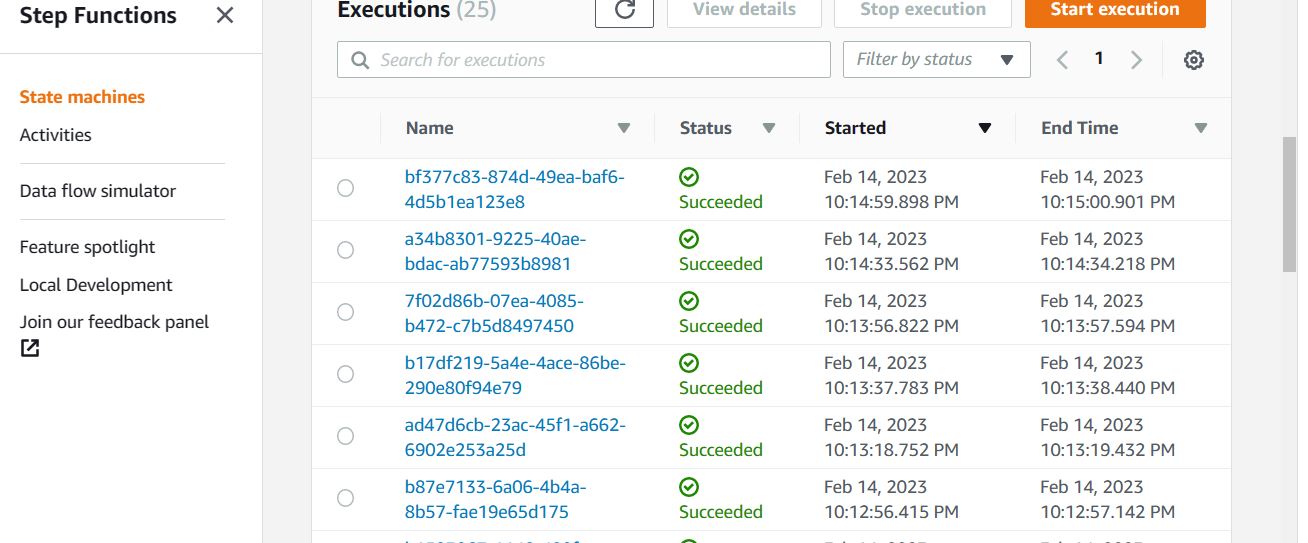 Step Functions
State machines
Activities
Data flow simulator
Feature spotlight
Local Development
Join our feedback panel
Executions (25)
View details
Stop execution
Start execution
Search for executions
Filter by status
1
Name
Status
Started
End Time
bf377c83-874d-49ea-baf6-
4d5b1ea123e8
Succeeded
Feb 14, 2023
10:14:59.898 PM
Feb 14, 2023
10:15:00.901 PM
a34b8301-9225-40ae-
bdac-ab77593b8981
Succeeded
Feb 14, 2023
10:14:33.562 PM
Feb 14, 2023
10:14:34.218 PM
7f02d86b-07ea-4085-
b472-c7b5d8497450
Succeeded
Feb 14, 2023
10:13:56.822 PM
Feb 14, 2023
10:13:57.594 PM
b17df219-5a4e-4ace-86be-
290e80f94e79
Succeeded
Feb 14, 2023
10:13:37.783 PM
Feb 14, 2023
10:13:38.440 PM
ad47d6cb-23ac-45f1-a662-
6902e253a25d
Succeeded
Feb 14, 2023
10:13:18.752 PM
Feb 14, 2023
10:13:19.432 PM
b87e7133-6a06-4b4a-
8b57-fae19e65d175
Succeeded
Feb 14, 2023
10:12:56.415 PM
Feb 14, 2023
10:12:57.142 PM